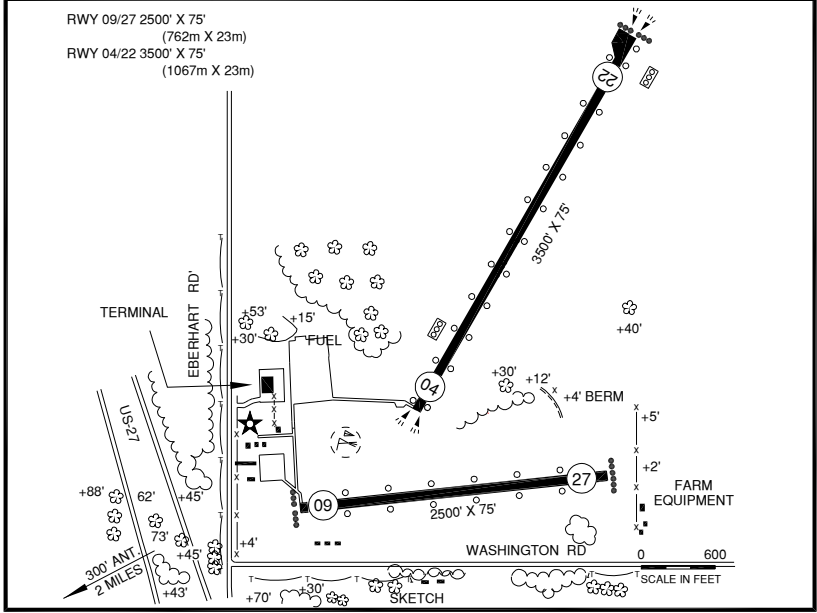 RWY 09/27 2500' X 75'
(762m X 23m)
RWY 04/22 3500' X 75'
(1067m X 23m)
22
3500' X 75'
EBERHART RD'
TERMINAL
+53'
+15'
+30'
FUEL
+40'
04
+30'
+12'
+4' BERM
+5'
US-27
+2'
27
FARM
EQUIPMENT
+88'
62'
+45'
09
2500' X 75'
73'
+45'
+4'
WASHINGTON RD
0 600
SCALE IN FEET
300' ANT.
2 MILES
+43'
+70'
+30'
SKETCH
T
T
T
T
T
T
T
T
T
X
X
X
X
X
X
X
X
X
X
X